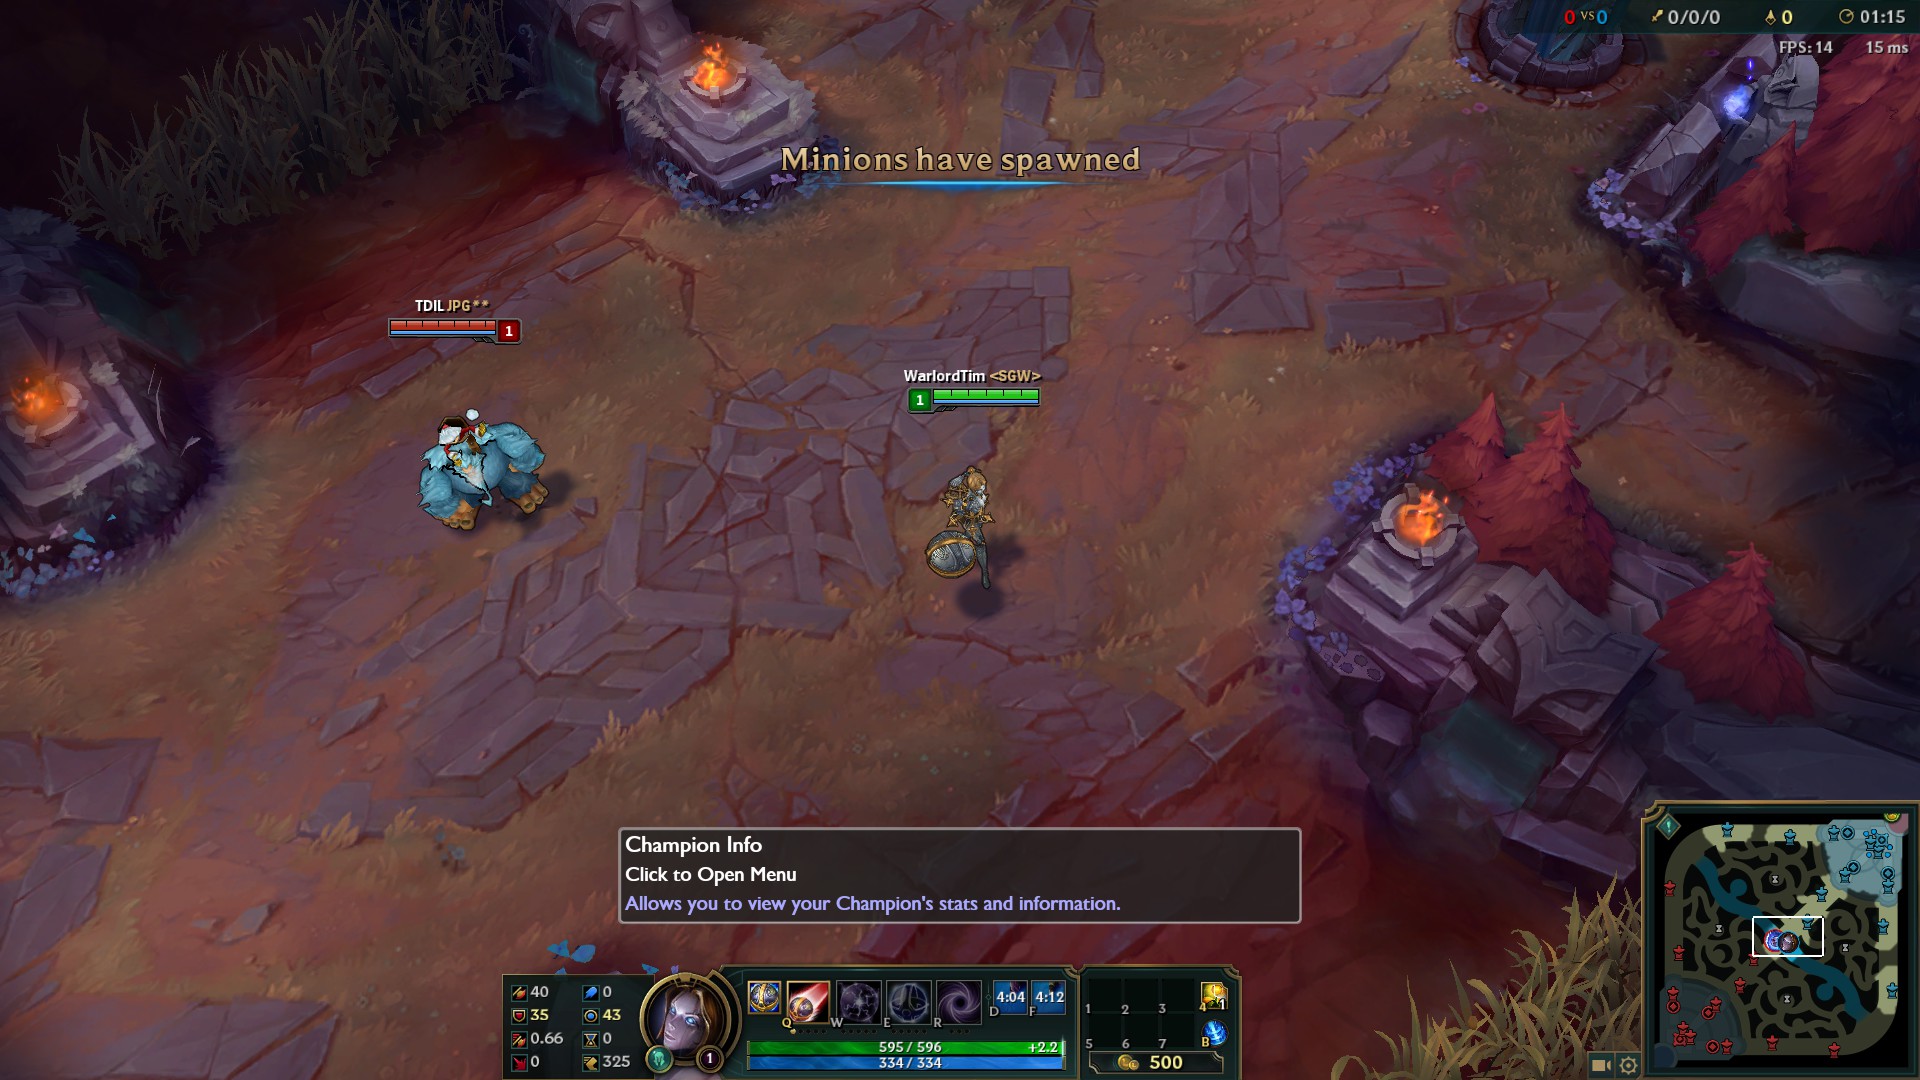 0 VS 0 0/0/0 0 01:15
FPS: 14 15 ms
Minions have spawned
TDILJPG**
1
WarlordTim <SGW>
1
Champion Info
Click to Open Menu
Allows you to view your Champion's stats and information.
40 0
35 43
0.66 0
0 325
1
Q W E R
4:04 D 4:12 F
595 / 596 +2.2
334 / 334
1 2 3 4 1
5 6 7 B
500